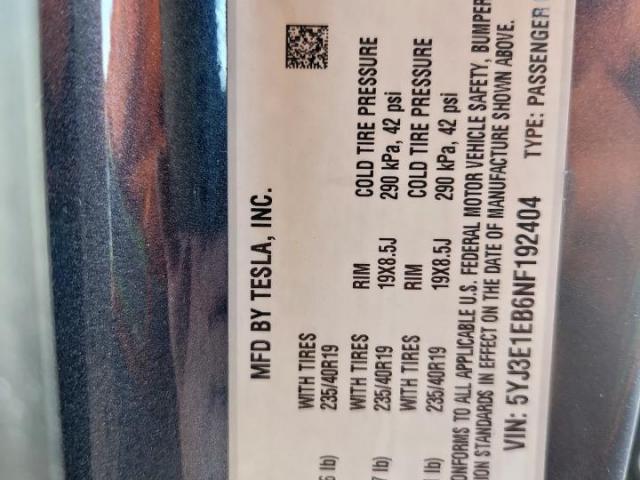 MFD BY TESLA, INC.
WITH TIRES
235/40R19
WITH TIRES RIM COLD TIRE PRESSURE
235/40R19 19X8.5J 290 kPa, 42 psi
WITH TIRES RIM COLD TIRE PRESSURE
235/40R19 19X8.5J 290 kPa, 42 psi
ONFORMS TO ALL APPLICABLE U.S. FEDERAL MOTOR VEHICLE SAFETY, BUMPER
ION STANDARDS IN EFFECT ON THE DATE OF MANUFACTURE SHOWN ABOVE.
VIN: 5YJ3E1EB6NF192404 TYPE: PASSENGER
lb)
lb)
lb)